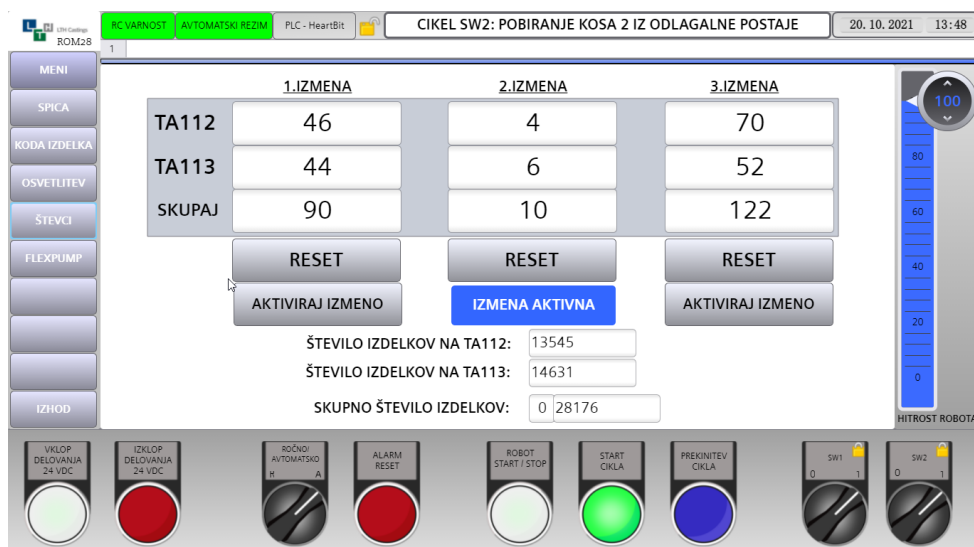 LTH Castings
ROM28
RC VARNOST
AVTOMATSKI REZIM
PLC - HeartBit
CIKEL SW2: POBIRANJE KOSA 2 IZ ODLAGALNE POSTAJE
20. 10. 2021 13:48
1
MENI
SPICA
KODA IZDELKA
OSVETLITEV
ŠTEVCI
FLEXPUMP
IZHOD
1.IZMENA 2.IZMENA 3.IZMENA
TA112 46 4 70
TA113 44 6 52
SKUPAJ 90 10 122
RESET RESET RESET
AKTIVIRAJ IZMENO IZMENA AKTIVNA AKTIVIRAJ IZMENO
ŠTEVILO IZDELKOV NA TA112: 13545
ŠTEVILO IZDELKOV NA TA113: 14631
SKUPNO ŠTEVILO IZDELKOV: 0 28176
100
80
60
40
20
0
HITROST ROBOTA
VKLOP
DELOVANJA
24 VDC
IZKLOP
DELOVANJA
24 VDC
ROČNO/
AVTOMATSKO
R A
ALARM
RESET
ROBOT
START / STOP
START
CIKLA
PREKINITEV
CIKLA
SW1
0 1
SW2
0 1